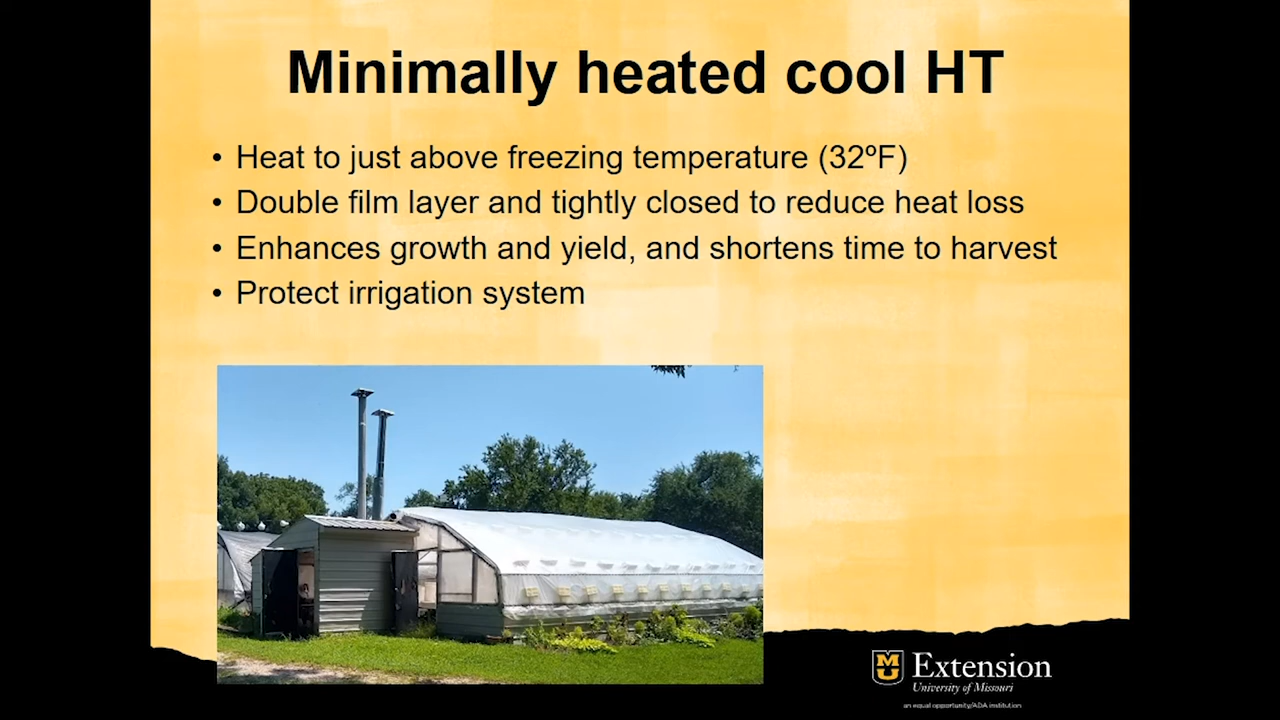 Minimally heated cool HT
• Heat to just above freezing temperature (32ºF)
• Double film layer and tightly closed to reduce heat loss
• Enhances growth and yield, and shortens time to harvest
• Protect irrigation system
MU Extension
University of Missouri
an equal opportunity/ADA institution